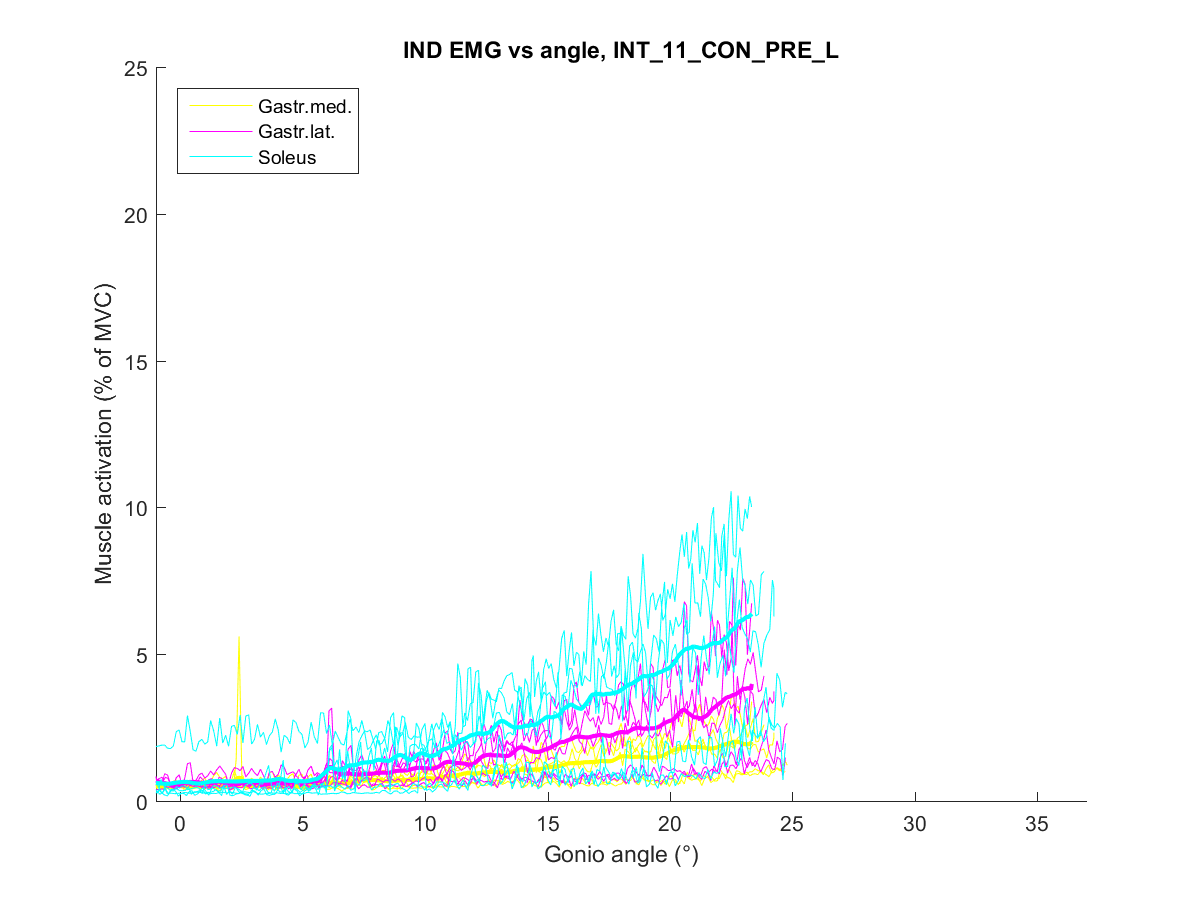 IND EMG vs angle, INT_11_CON_PRE_L
25
Gastr.med.
Gastr.lat.
Soleus
20
15
10
5
0
Muscle activation (% of MVC)
0 5 10 15 20 25 30 35
Gonio angle (°)